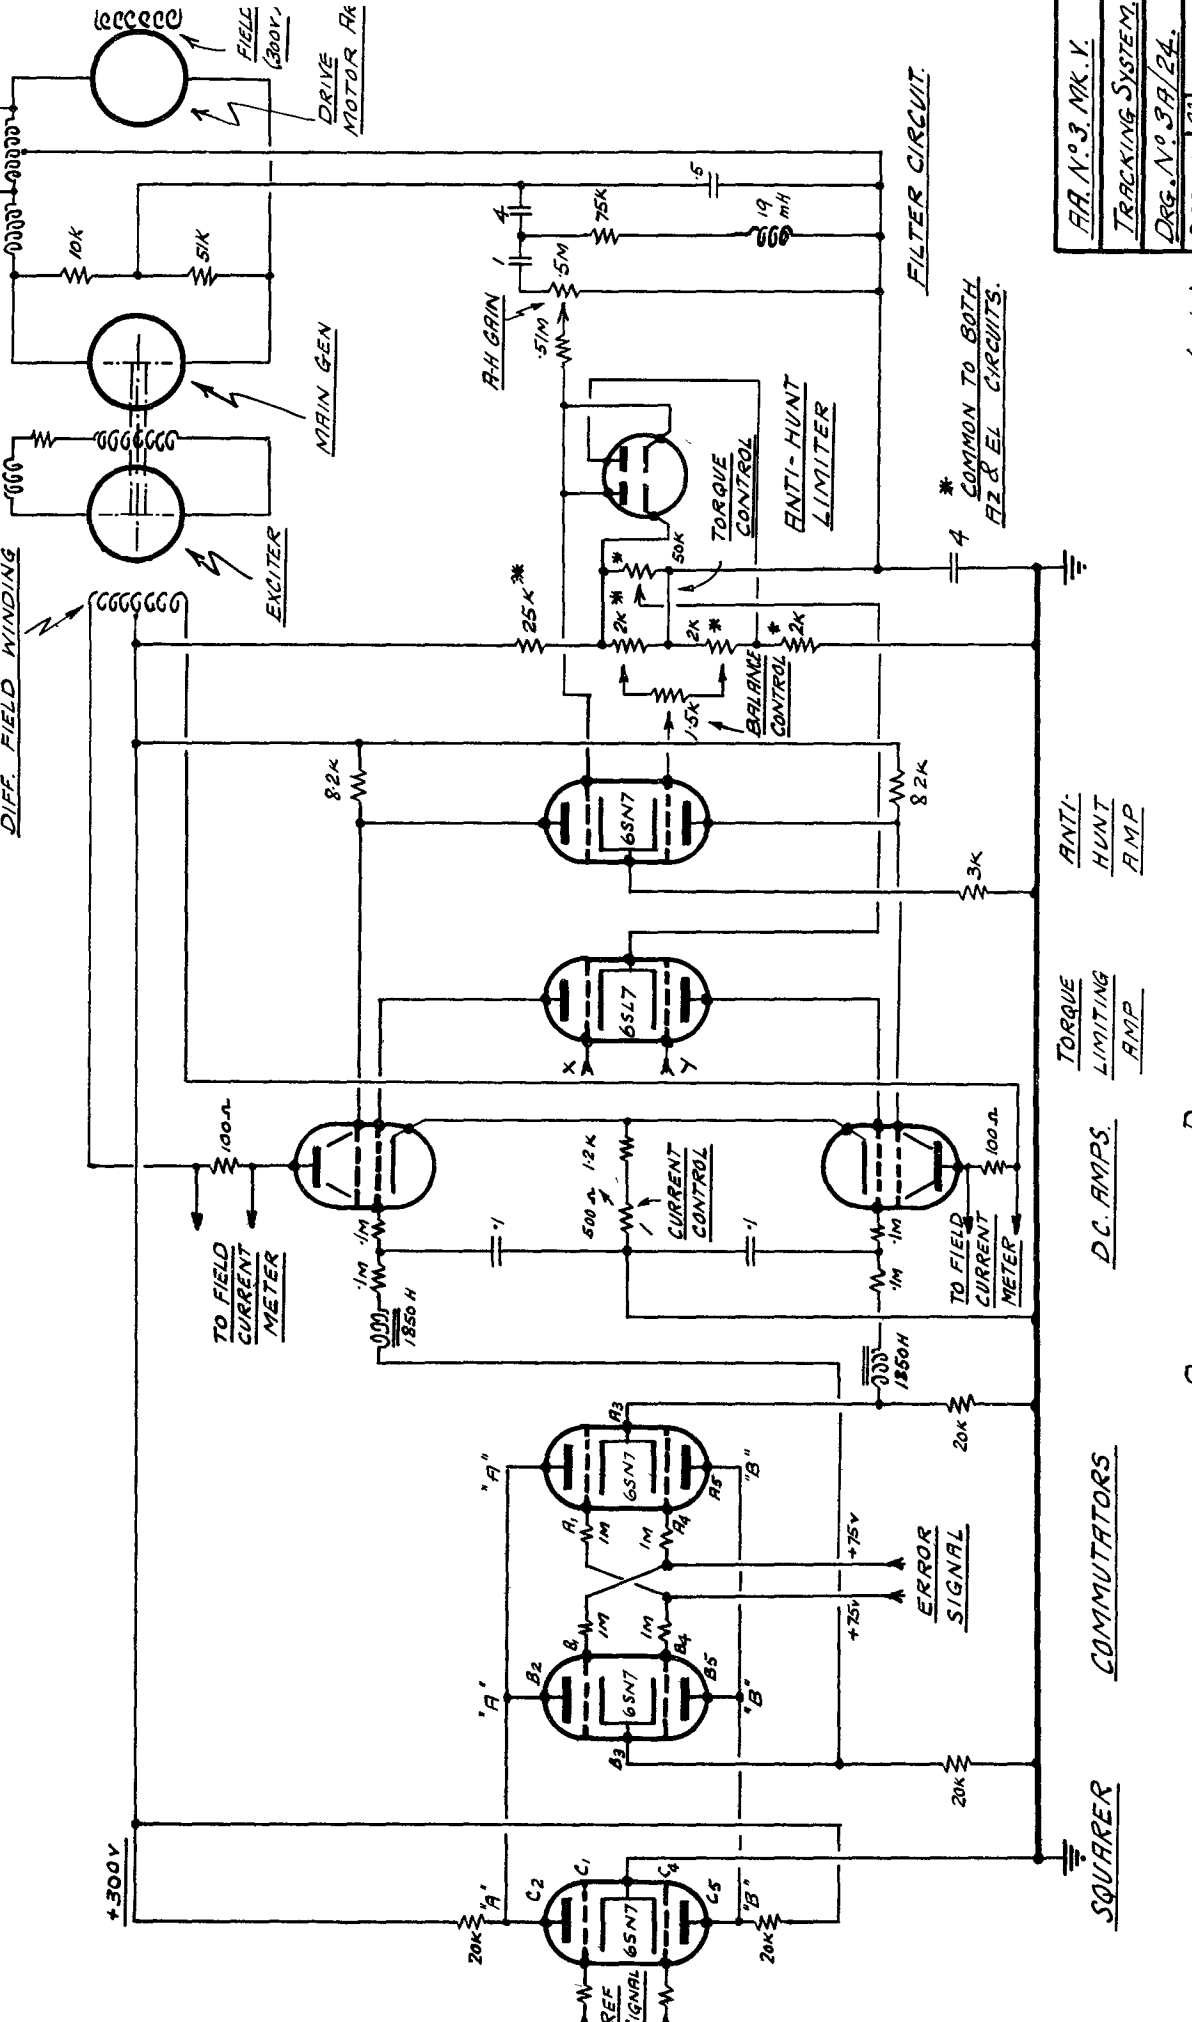 +300V
20K
"A"
C2
C1
6SN7
C4
C5
"B"
20K
REF
SQUARER
"A"
B2
6SN7
B3
B4
B5
"B"
1M
1M
20K
"A"
A3
6SN7
A1
1M
1M
A4
A5
"B"
+75V
+75V
ERROR
SIGNAL
20K
COMMUTATORS
TO FIELD
CURRENT
METER
100Ω
.1M
.1M
1850 H
.1
500Ω
1.2K
CURRENT
CONTROL
.1
.1M
.1M
1850H
TO FIELD
CURRENT
METER
100Ω
D.C. AMPS.
X
6SL7
Y
TORQUE
LIMITING
AMP
82K
6SN7
82K
3K
ANTI-
HUNT
AMP
DIFF. FIELD WINDING
EXCITER
MAIN GEN
10K
51K
FIELD
(300V)
DRIVE
MOTOR
25K*
2K*
2K*
*2K
1.5K
BALANCE
CONTROL
*
50K
TORQUE
CONTROL
ANTI-HUNT
LIMITER
A-H GAIN
.51M
.5M
1
4
75K
19
mH
.5
FILTER CIRCUIT.
4
*
COMMON TO BOTH
AZ & EL CIRCUITS.
AA. No 3. MK. V.
TRACKING SYSTEM.
DRG. No 3A/24.